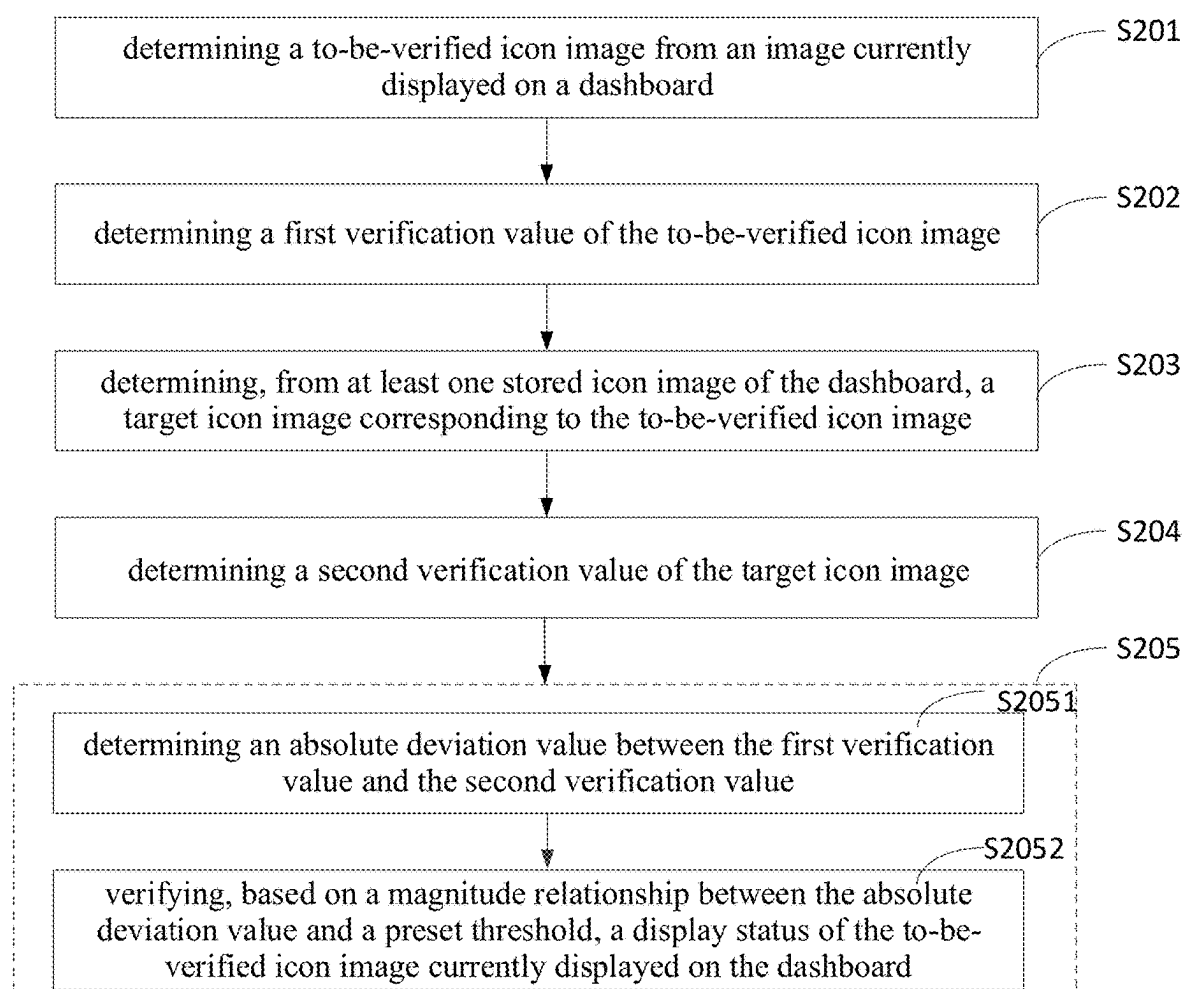 S201
determining a to-be-verified icon image from an image currently
displayed on a dashboard
S202
determining a first verification value of the to-be-verified icon image
S203
determining, from at least one stored icon image of the dashboard, a
target icon image corresponding to the to-be-verified icon image
S204
determining a second verification value of the target icon image
S205
S2051
determining an absolute deviation value between the first verification
value and the second verification value
S2052
verifying, based on a magnitude relationship between the absolute
deviation value and a preset threshold, a display status of the to-be-
verified icon image currently displayed on the dashboard